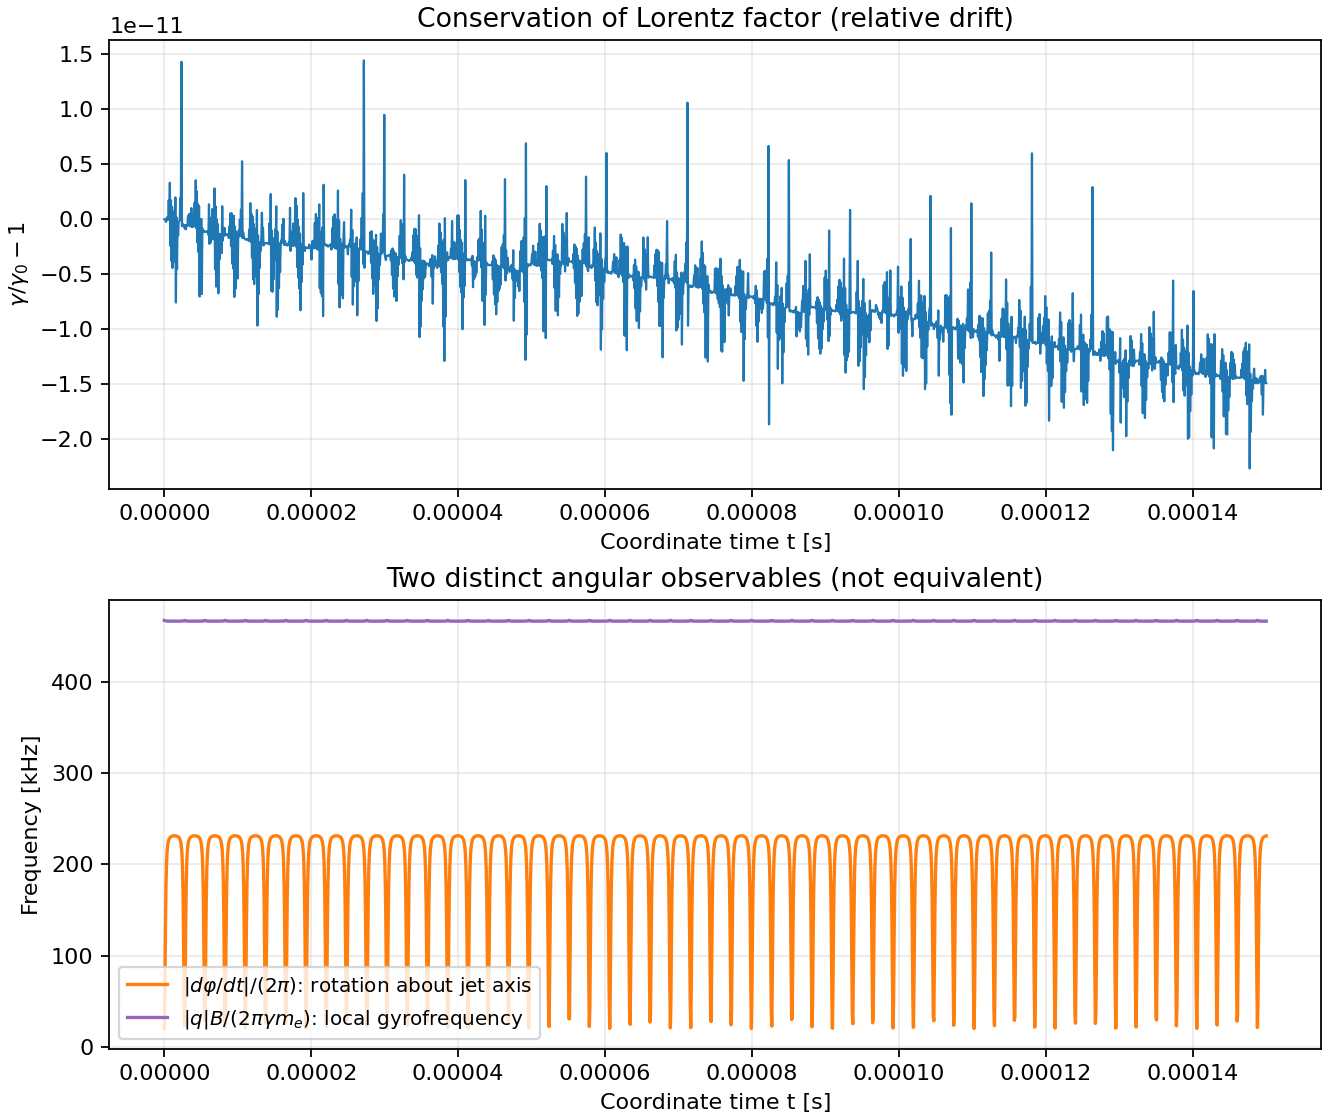 Conservation of Lorentz factor (relative drift)
1e−11
1.5
1.0
0.5
0.0
−0.5
−1.0
−1.5
−2.0
γ/γ₀ − 1
0.00000 0.00002 0.00004 0.00006 0.00008 0.00010 0.00012 0.00014
Coordinate time t [s]
Two distinct angular observables (not equivalent)
400
300
200
100
0
Frequency [kHz]
|dφ/dt|/(2π): rotation about jet axis
|q|B/(2πγmₑ): local gyrofrequency
0.00000 0.00002 0.00004 0.00006 0.00008 0.00010 0.00012 0.00014
Coordinate time t [s]